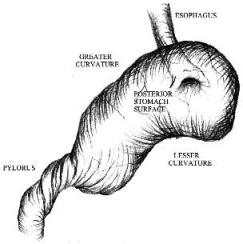 ESOPHAGUS
GREATER
CURVATURE
POSTERIOR
STOMACH
SURFACE
LESSER
CURVATURE
PYLORUS